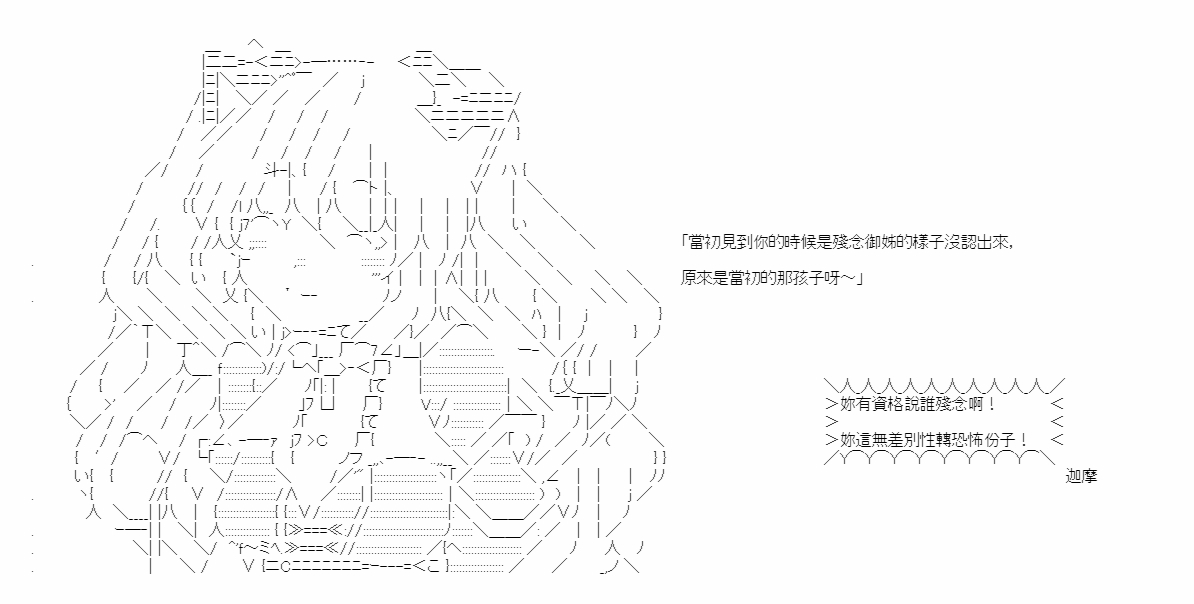 「當初見到你的時候是殘念御姊的樣子沒認出來,
原來是當初的那孩子呀～」
妳有資格說誰殘念啊！
妳這無差別性轉恐怖份子！
迦摩